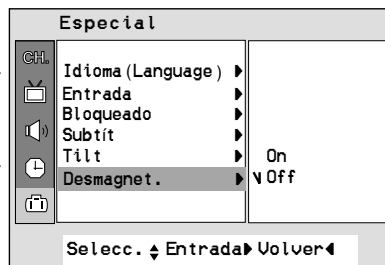 Especial
CH.
Idioma (Language) ▶
Entrada ▶
Bloqueado ▶
Subtít ▶
Tilt ▶ On
Desmagnet. ▶ Off
Selecc. ▲▼ Entrada▶ Volver◀